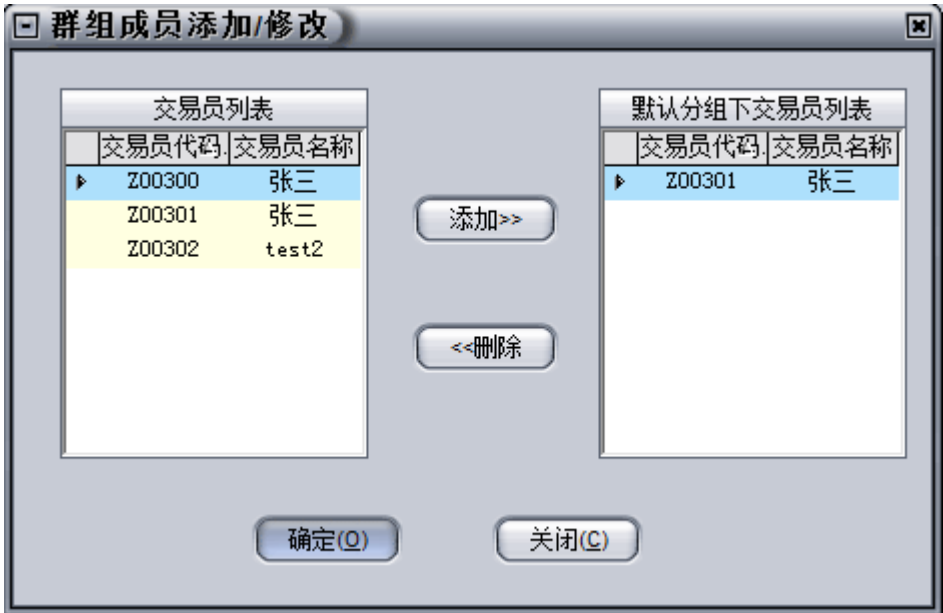 群组成员添加/修改
交易员列表
交易员代码. 交易员名称
Z00300 张三
Z00301 张三
Z00302 test2
添加>>
<<删除
默认分组下交易员列表
交易员代码. 交易员名称
Z00301 张三
确定(O)
关闭(C)